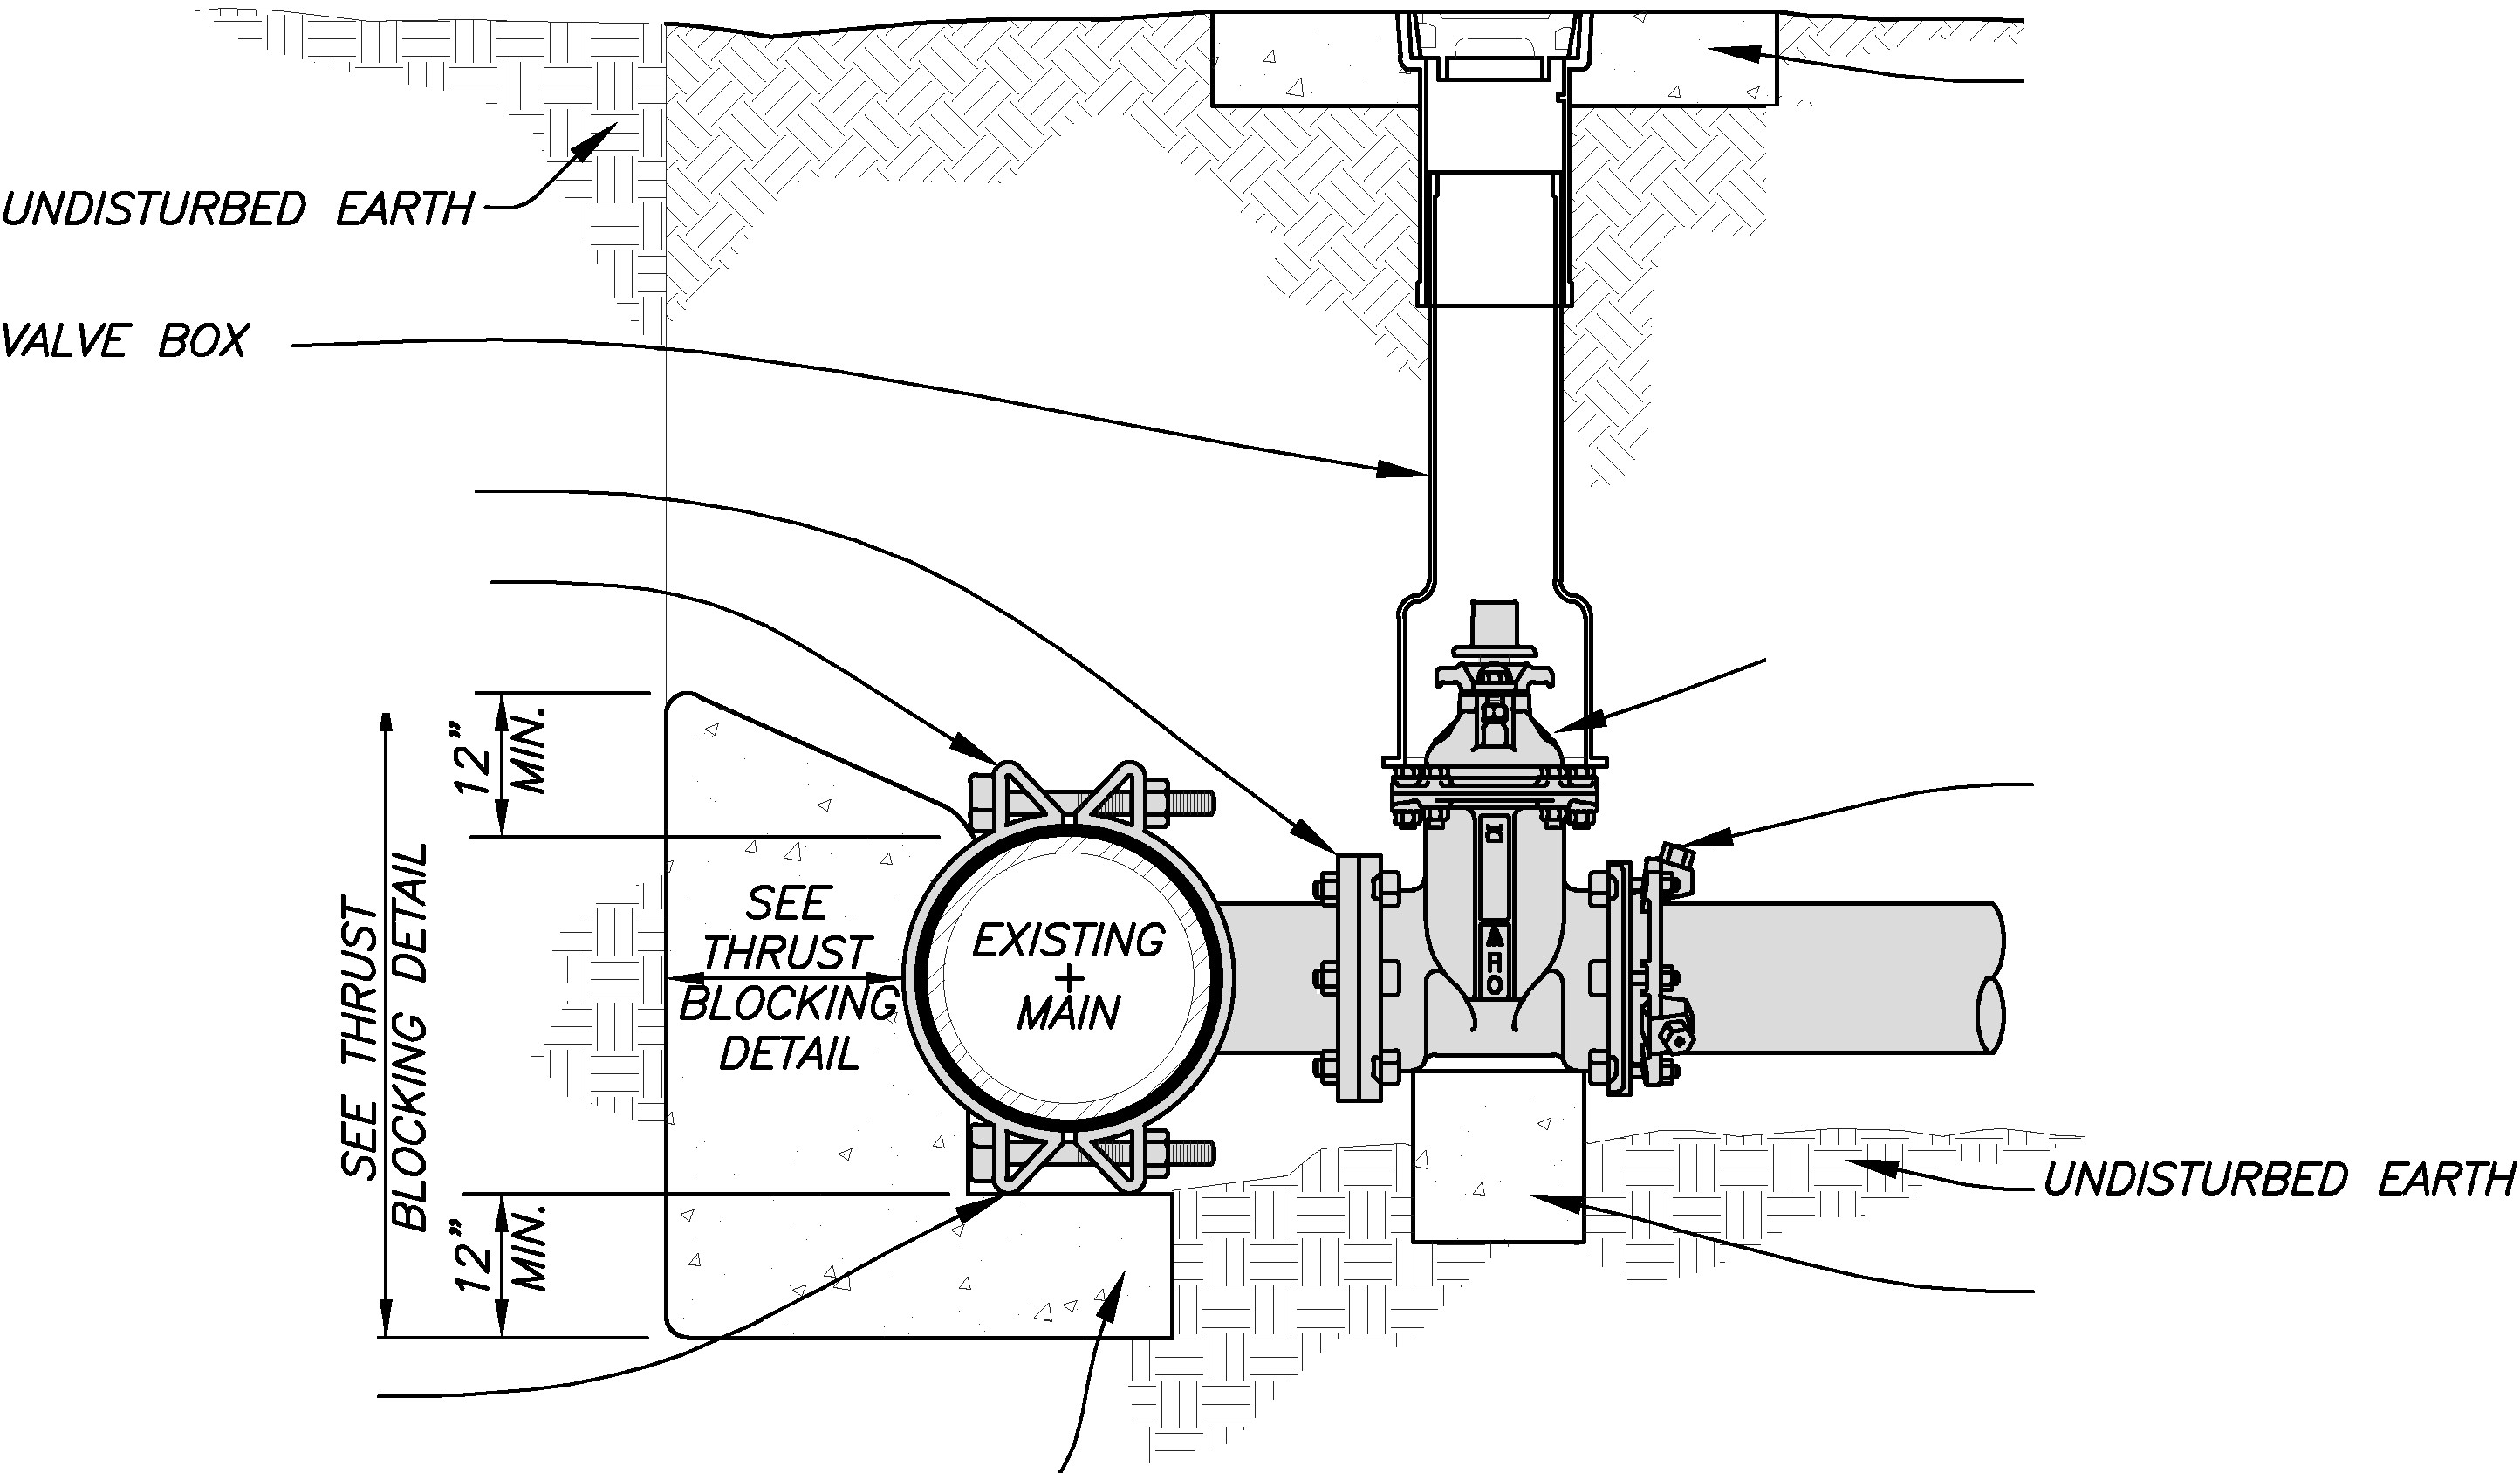 UNDISTURBED EARTH
VALVE BOX
12"
MIN.
SEE THRUST
BLOCKING DETAIL
SEE
THRUST
BLOCKING
DETAIL
EXISTING
MAIN
12"
MIN.
UNDISTURBED EARTH